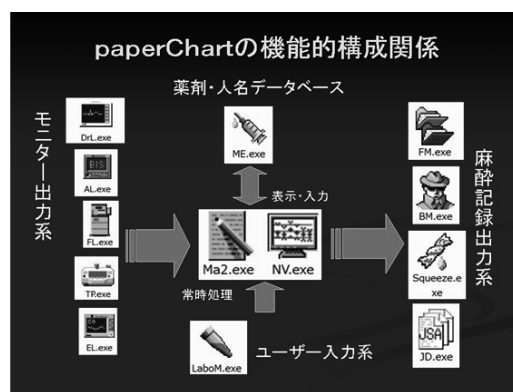 paperChartの機能的構成関係
薬剤・人名データベース
モニター出力系
DrL.exe
AL.exe
FL.exe
TP.exe
EL.exe
ME.exe
表示・入力
Ma2.exe
NV.exe
常時処理
LaboM.exe
ユーザー入力系
FM.exe
BM.exe
Squeeze.e
xe
JD.exe
麻酔記録出力系
BIS
JSA